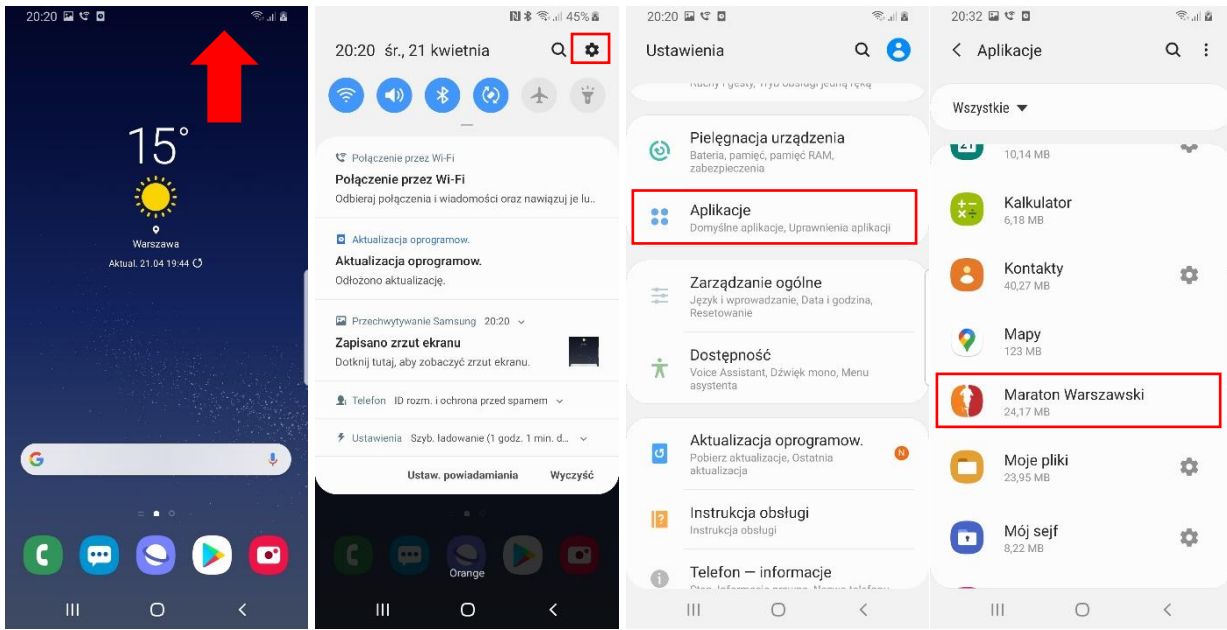 20:20
15°
Warszawa
Aktual. 21.04 19:44
G
45%
20:20 śr., 21 kwietnia
Połączenie przez Wi-Fi
Połączenie przez Wi-Fi
Odbieraj połączenia i wiadomości oraz nawiązuj je lu..
Aktualizacja oprogramow.
Aktualizacja oprogramow.
Odłożono aktualizację.
Przechwytywanie Samsung 20:20
Zapisano zrzut ekranu
Dotknij tutaj, aby zobaczyć zrzut ekranu.
Telefon ID rozm. i ochrona przed spamem
Ustawienia Szyb. ładowanie (1 godz. 1 min. d...
Ustaw. powiadamiania Wyczyść
Orange
20:20
Ustawienia
Ruchy i gesty, Tryb obsługi jedną ręką
Pielęgnacja urządzenia
Bateria, pamięć, pamięć RAM,
zabezpieczenia
Aplikacje
Domyślne aplikacje, Uprawnienia aplikacji
Zarządzanie ogólne
Język i wprowadzanie, Data i godzina,
Resetowanie
Dostępność
Voice Assistant, Dźwięk mono, Menu
asystenta
Aktualizacja oprogramow.
Pobierz aktualizacje, Ostatnia
aktualizacja
N
Instrukcja obsługi
Instrukcja obsługi
Telefon — informacje
20:32
Aplikacje
Wszystkie
21
10,14 MB
Kalkulator
6,18 MB
Kontakty
40,27 MB
Mapy
123 MB
Maraton Warszawski
24,17 MB
Moje pliki
23,95 MB
Mój sejf
8,22 MB